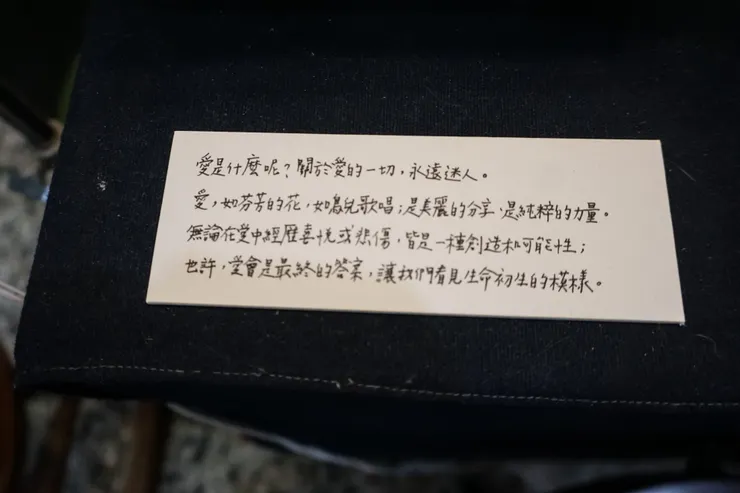 愛是什麼呢？關於愛的一切，永遠迷人。
愛，如芬芳的花，如鳥兒歌唱；是美麗的分享，是純粹的力量。
無論在愛中經歷喜悅或悲傷，皆是一種創造和可能性；
也許，愛會是最終的答案，讓我們看見生命初生的模樣。